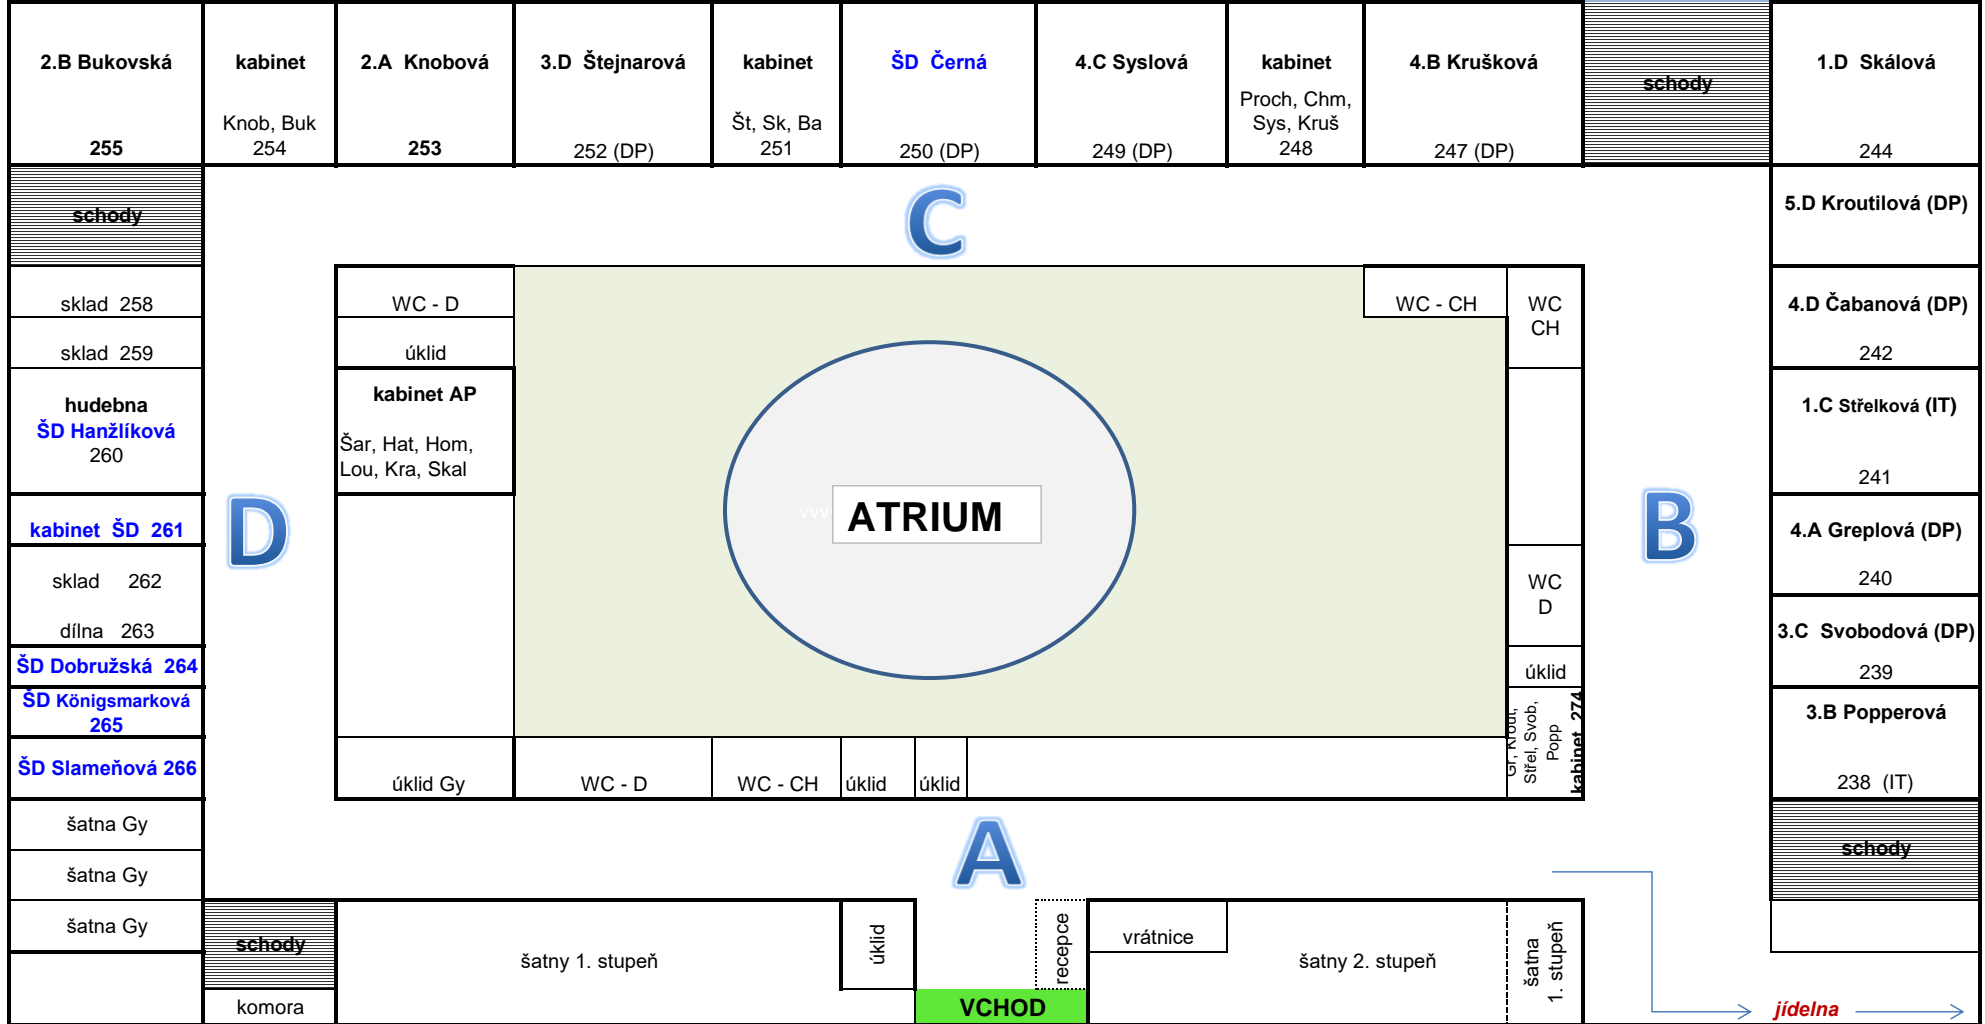 2.B Bukovská
255
kabinet
Knob, Buk
254
2.A Knobová
253
3.D Štejnarová
252 (DP)
kabinet
Št, Sk, Ba
251
ŠD Černá
250 (DP)
4.C Syslová
249 (DP)
kabinet
Proch, Chm,
Sys, Kruš
248
4.B Krušková
247 (DP)
schody
1.D Skálová
244
schody
C
5.D Kroutilová (DP)
sklad 258
WC - D
WC - CH
WC
CH
4.D Čabanová (DP)
242
sklad 259
úklid
hudebna
ŠD Hanžlíková
260
kabinet AP
Šar, Hat, Hom,
Lou, Kra, Skal
1.C Střelková (IT)
241
kabinet ŠD 261
D
ATRIUM
B
4.A Greplová (DP)
240
sklad 262
dílna 263
WC
D
3.C Svobodová (DP)
239
ŠD Dobružská 264
úklid
ŠD Königsmarková
265
Gr, Krout,
Střel, Svob,
Popp
kabinet 274
3.B Popperová
238 (IT)
ŠD Slameňová 266
úklid Gy
WC - D
WC - CH
úklid
úklid
šatna Gy
A
schody
šatna Gy
šatna Gy
schody
komora
šatny 1. stupeň
úklid
recepce
VCHOD
vrátnice
šatny 2. stupeň
šatna
1. stupeň
jídelna